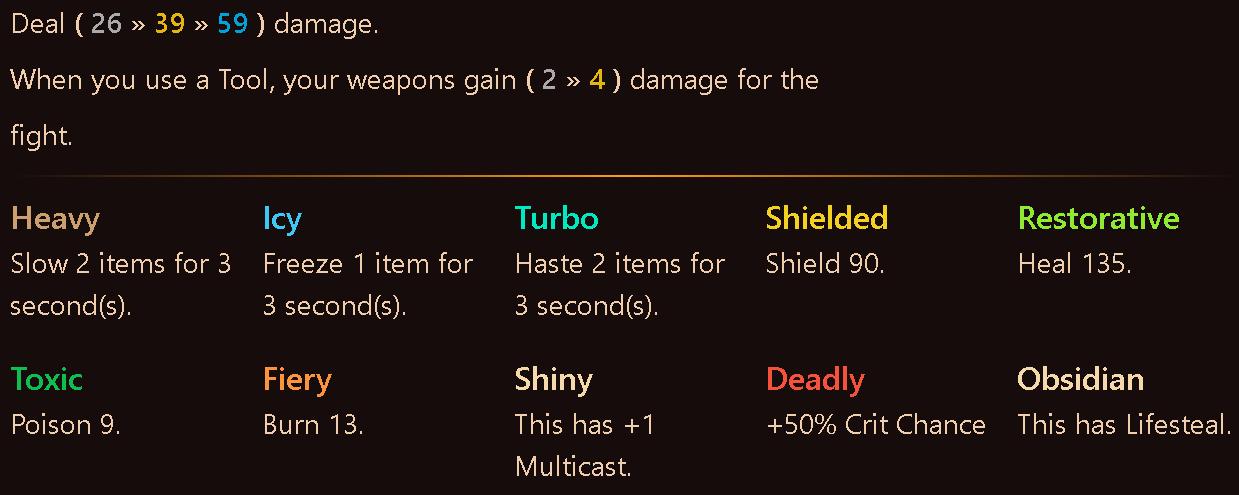 Deal ( 26 » 39 » 59 ) damage.
When you use a Tool, your weapons gain ( 2 » 4 ) damage for the
fight.
Heavy
Slow 2 items for 3
second(s).
Icy
Freeze 1 item for
3 second(s).
Turbo
Haste 2 items for
3 second(s).
Shielded
Shield 90.
Restorative
Heal 135.
Toxic
Poison 9.
Fiery
Burn 13.
Shiny
This has +1
Multicast.
Deadly
+50% Crit Chance
Obsidian
This has Lifesteal.